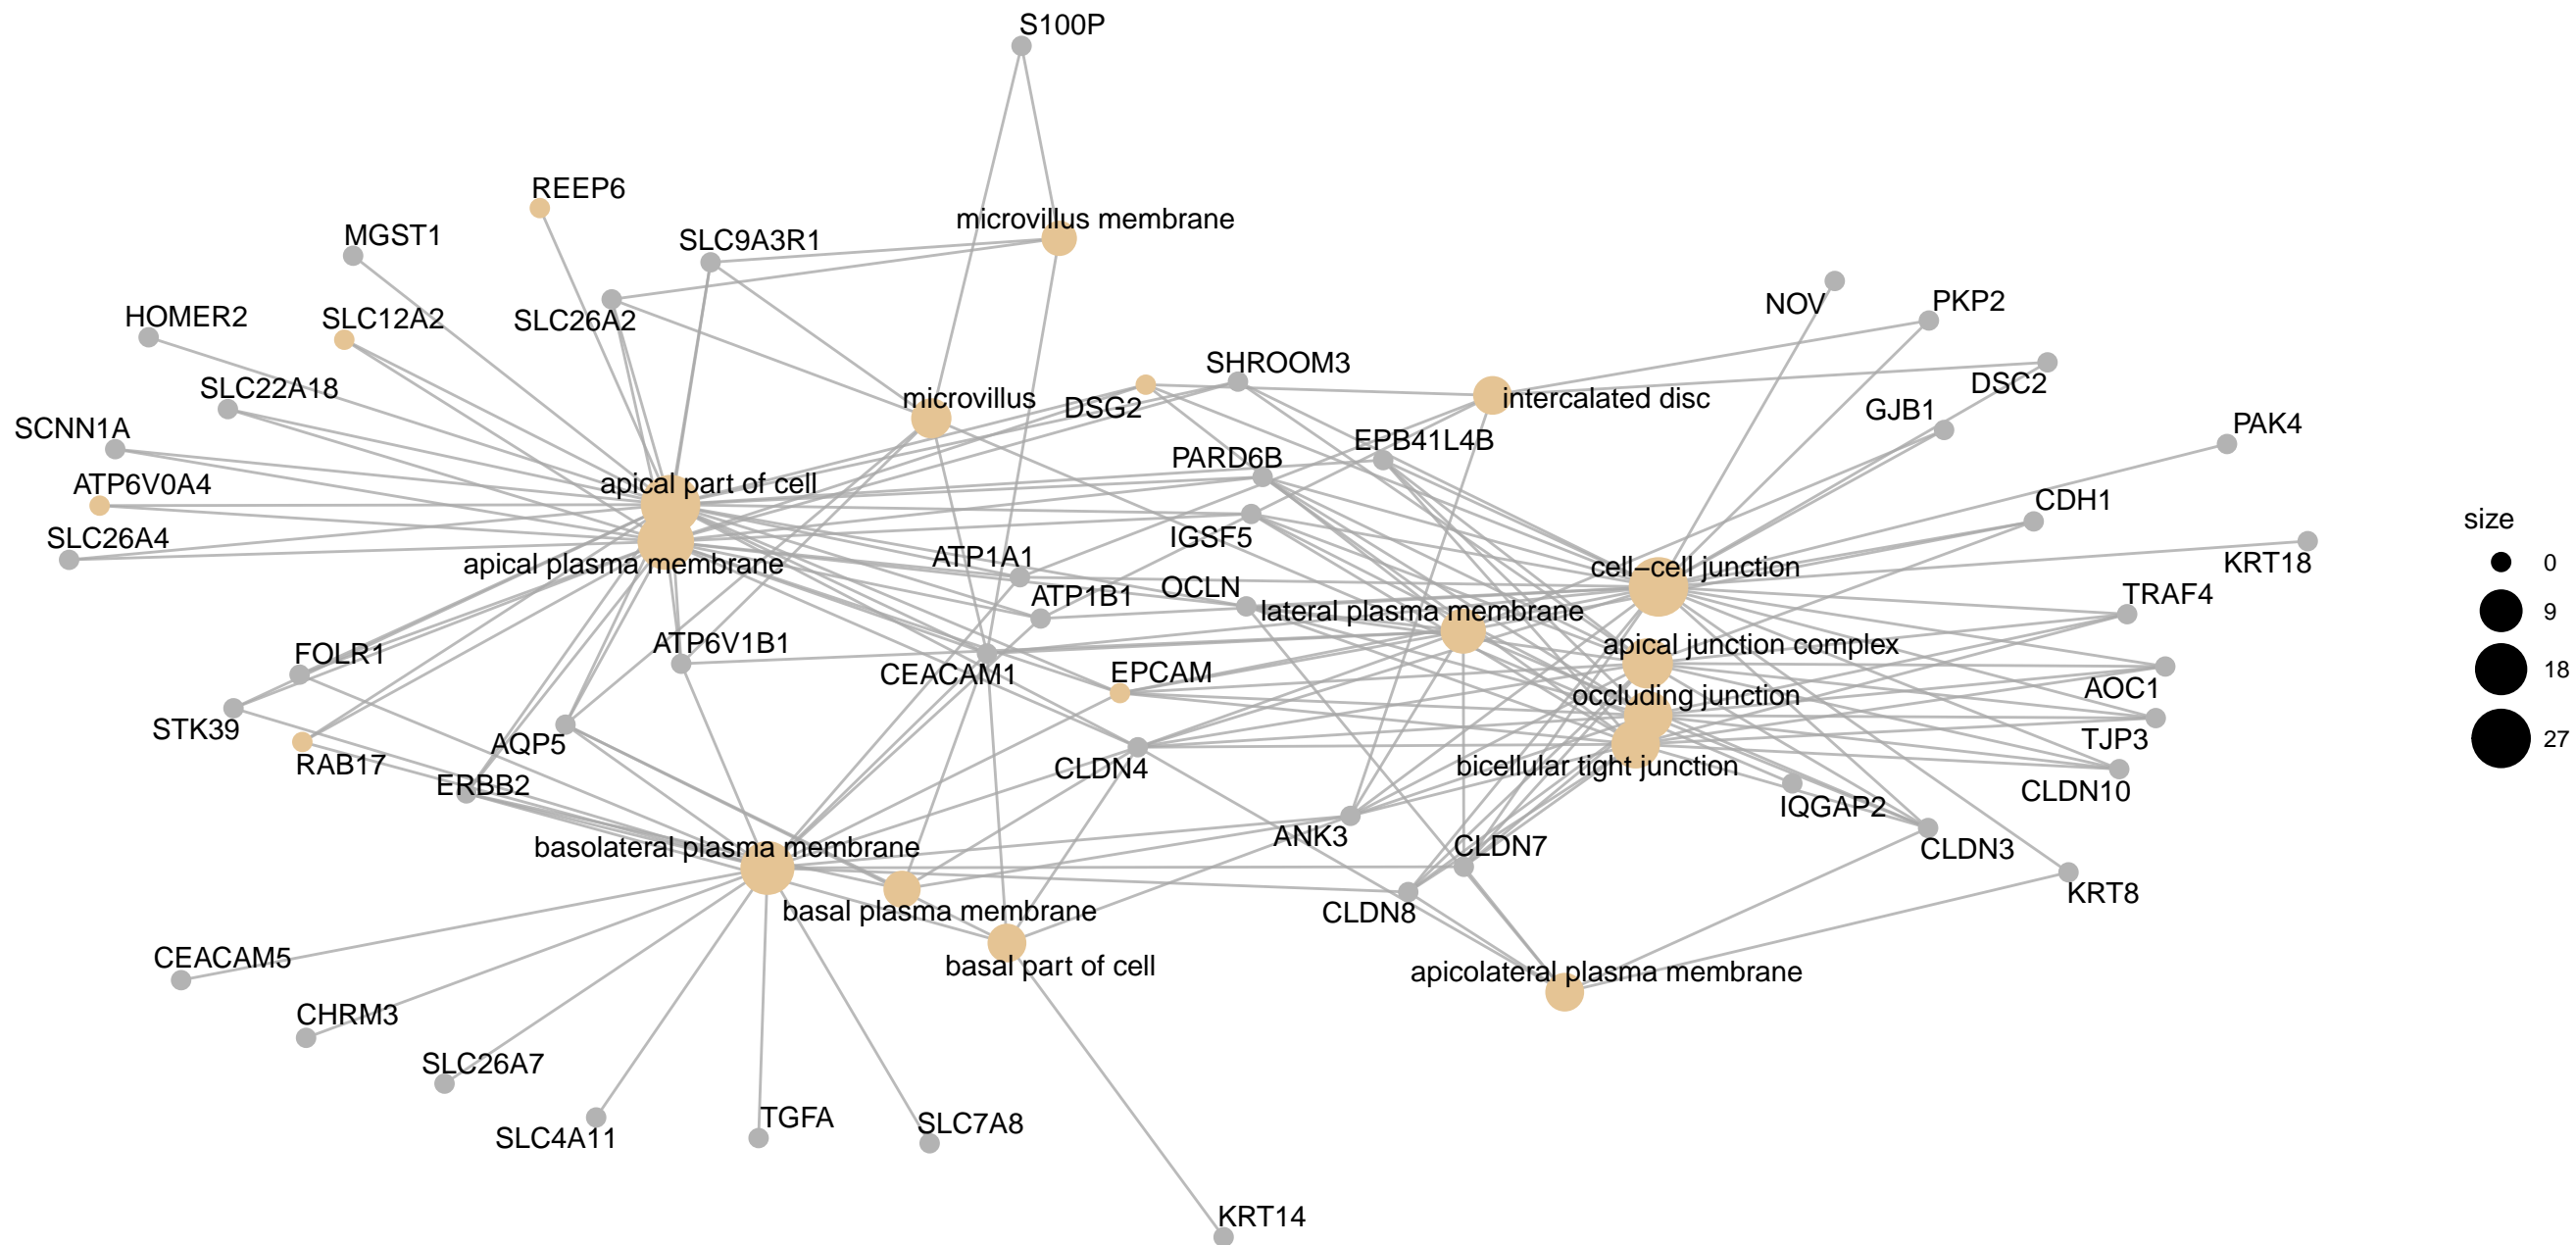 S100P
REEP6
microvillus membrane
MGST1
SLC9A3R1
HOMER2
SLC12A2
SLC26A2
NOV
PKP2
SHROOM3
DSC2
SLC22A18
microvillus
DSG2
intercalated disc
GJB1
SCNN1A
EPB41L4B
PAK4
PARD6B
ATP6V0A4
apical part of cell
CDH1
size
SLC26A4
IGSF5
apical plasma membrane
ATP1A1
cell−cell junction
KRT18
0
OCLN
ATP1B1
lateral plasma membrane
TRAF4
9
FOLR1
ATP6V1B1
CEACAM1
EPCAM
apical junction complex
AOC1
18
occluding junction
STK39
AQP5
TJP3
27
RAB17
CLDN4
bicellular tight junction
ERBB2
CLDN10
IQGAP2
ANK3
CLDN7
CLDN3
basolateral plasma membrane
KRT8
basal plasma membrane
CLDN8
CEACAM5
basal part of cell
apicolateral plasma membrane
CHRM3
SLC26A7
TGFA
SLC7A8
SLC4A11
KRT14